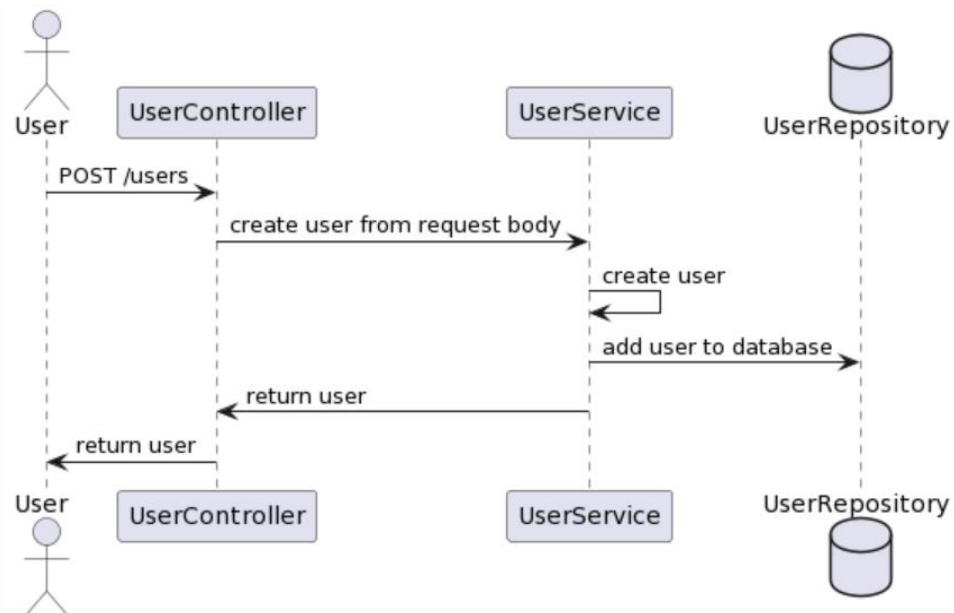 User
UserController
UserService
UserRepository
POST /users
create user from request body
create user
add user to database
return user
return user
User
UserController
UserService
UserRepository